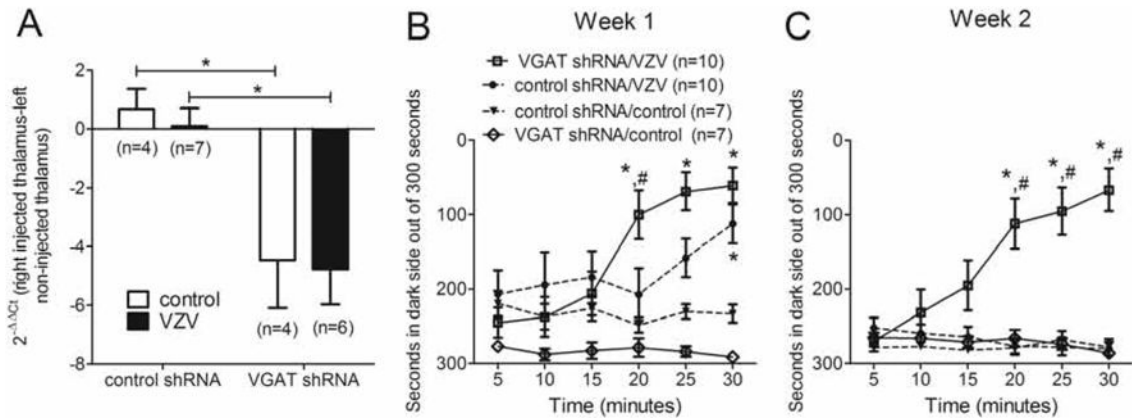 A
2^-ΔΔCt (right injected thalamus-left
non-injected thalamus)
2
0
-2
-4
-6
-8
*
*
(n=4)
(n=7)
(n=4)
(n=6)
control
VZV
control shRNA
VGAT shRNA
B
Week 1
VGAT shRNA/VZV (n=10)
control shRNA/VZV (n=10)
control shRNA/control (n=7)
VGAT shRNA/control (n=7)
Seconds in dark side out of 300 seconds
0
100
200
300
*,#
*
*
*
5 10 15 20 25 30
Time (minutes)
C
Week 2
Seconds in dark side out of 300 seconds
0
100
200
300
*,#
*,#
*,#
5 10 15 20 25 30
Time (minutes)